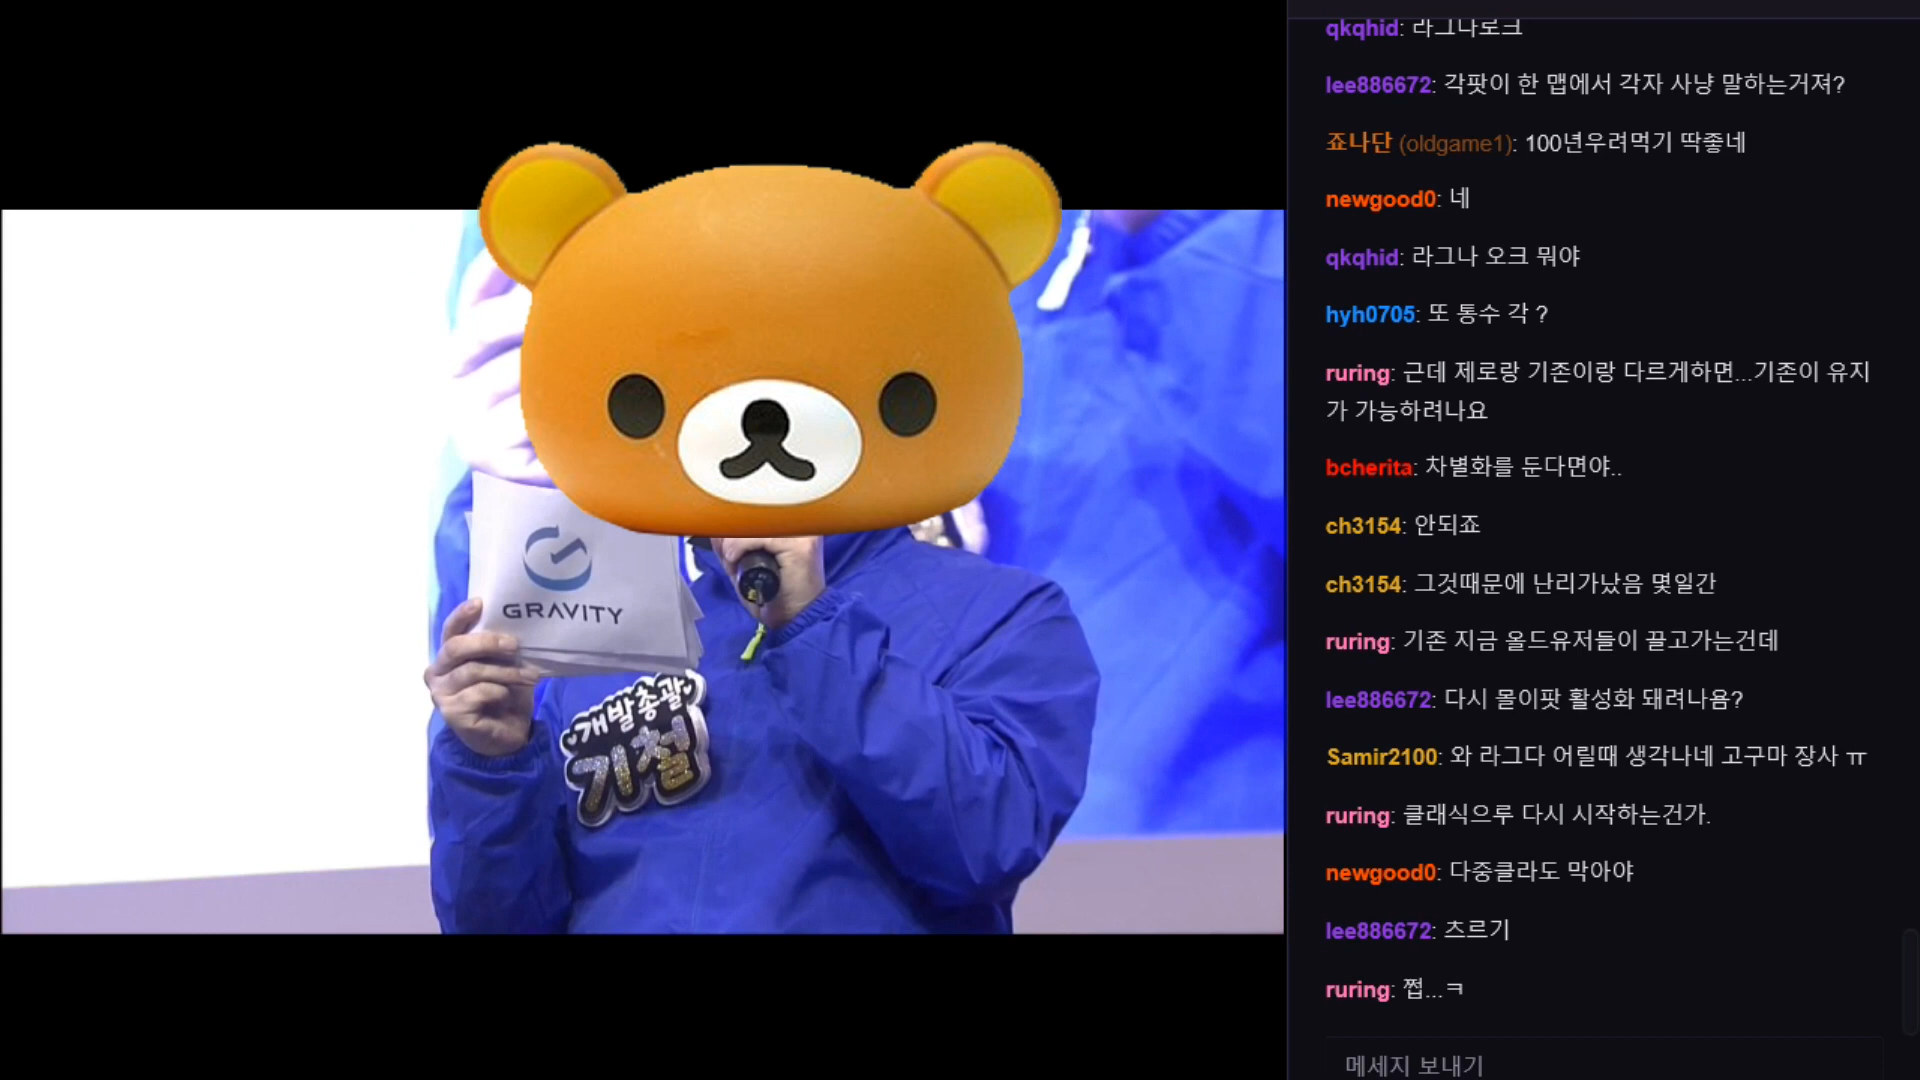 GRAVITY
개발총괄
기철
qkqhid: 라그나로크
lee886672: 각팟이 한 맵에서 각자 사냥 말하는거져?
죠나단 (oldgame1): 100년우려먹기 딱좋네
newgood0: 네
qkqhid: 라그나 오크 뭐야
hyh0705: 또 통수 각 ?
ruring: 근데 제로랑 기존이랑 다르게하면...기존이 유지
가 가능하려나요
bcherita: 차별화를 둔다면야..
ch3154: 안되죠
ch3154: 그것때문에 난리가났음 몇일간
ruring: 기존 지금 올드유저들이 끌고가는건데
lee886672: 다시 몰이팟 활성화 돼려나욤?
Samir2100: 와 라그다 어릴때 생각나네 고구마 장사 ㅠ
ruring: 클래식으루 다시 시작하는건가.
newgood0: 다중클라도 막아야
lee886672: 츠르기
ruring: 쩝...ㅋ
메세지 보내기